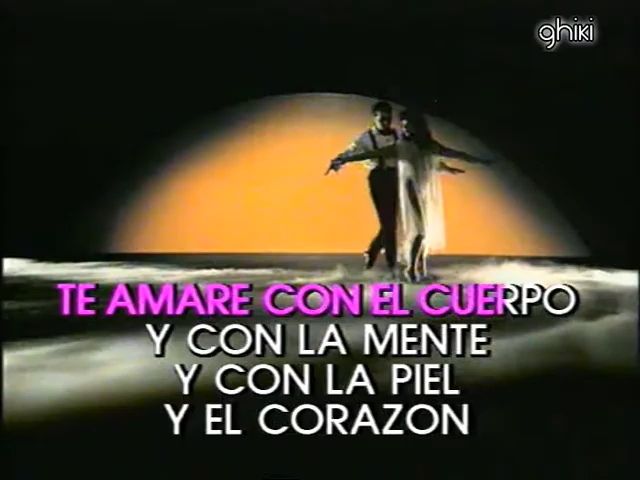 ghiki
TE AMARE CON EL CUERPO
Y CON LA MENTE
Y CON LA PIEL
Y EL CORAZON